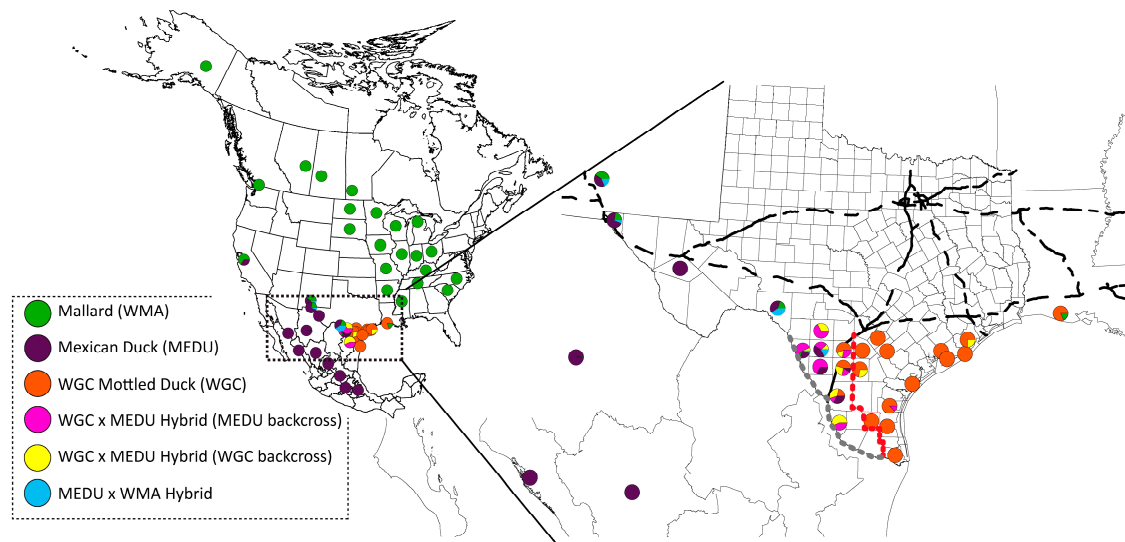 Mallard (WMA)
Mexican Duck (MEDU)
WGC Mottled Duck (WGC)
WGC x MEDU Hybrid (MEDU backcross)
WGC x MEDU Hybrid (WGC backcross)
MEDU x WMA Hybrid